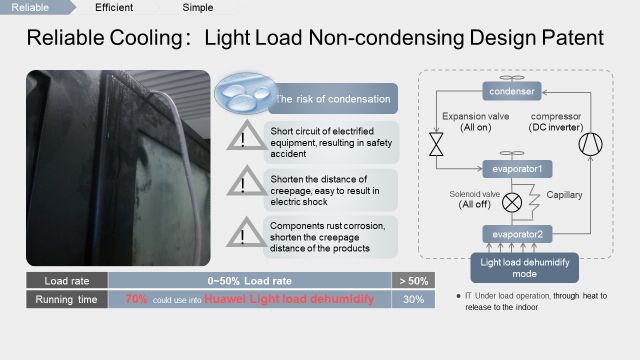 Reliable
Efficient
Simple
Reliable Cooling: Light Load Non-condensing Design Patent
The risk of condensation
Short circuit of electrified
equipment, resulting in safety
accident
Shorten the distance of
creepage, easy to result in
electric shock
Components rust corrosion,
shorten the creepage
distance of the products
condenser
Expansion valve
(All on)
compressor
(DC inverter)
evaporator1
Solenoid valve
(All off)
Capillary
evaporator2
Light load dehumidify
mode
Load rate 0~50% Load rate > 50%
Running time 70% could use into Huawei Light load dehumidify 30%
● IT Under load operation, through heat to
release to the indoor